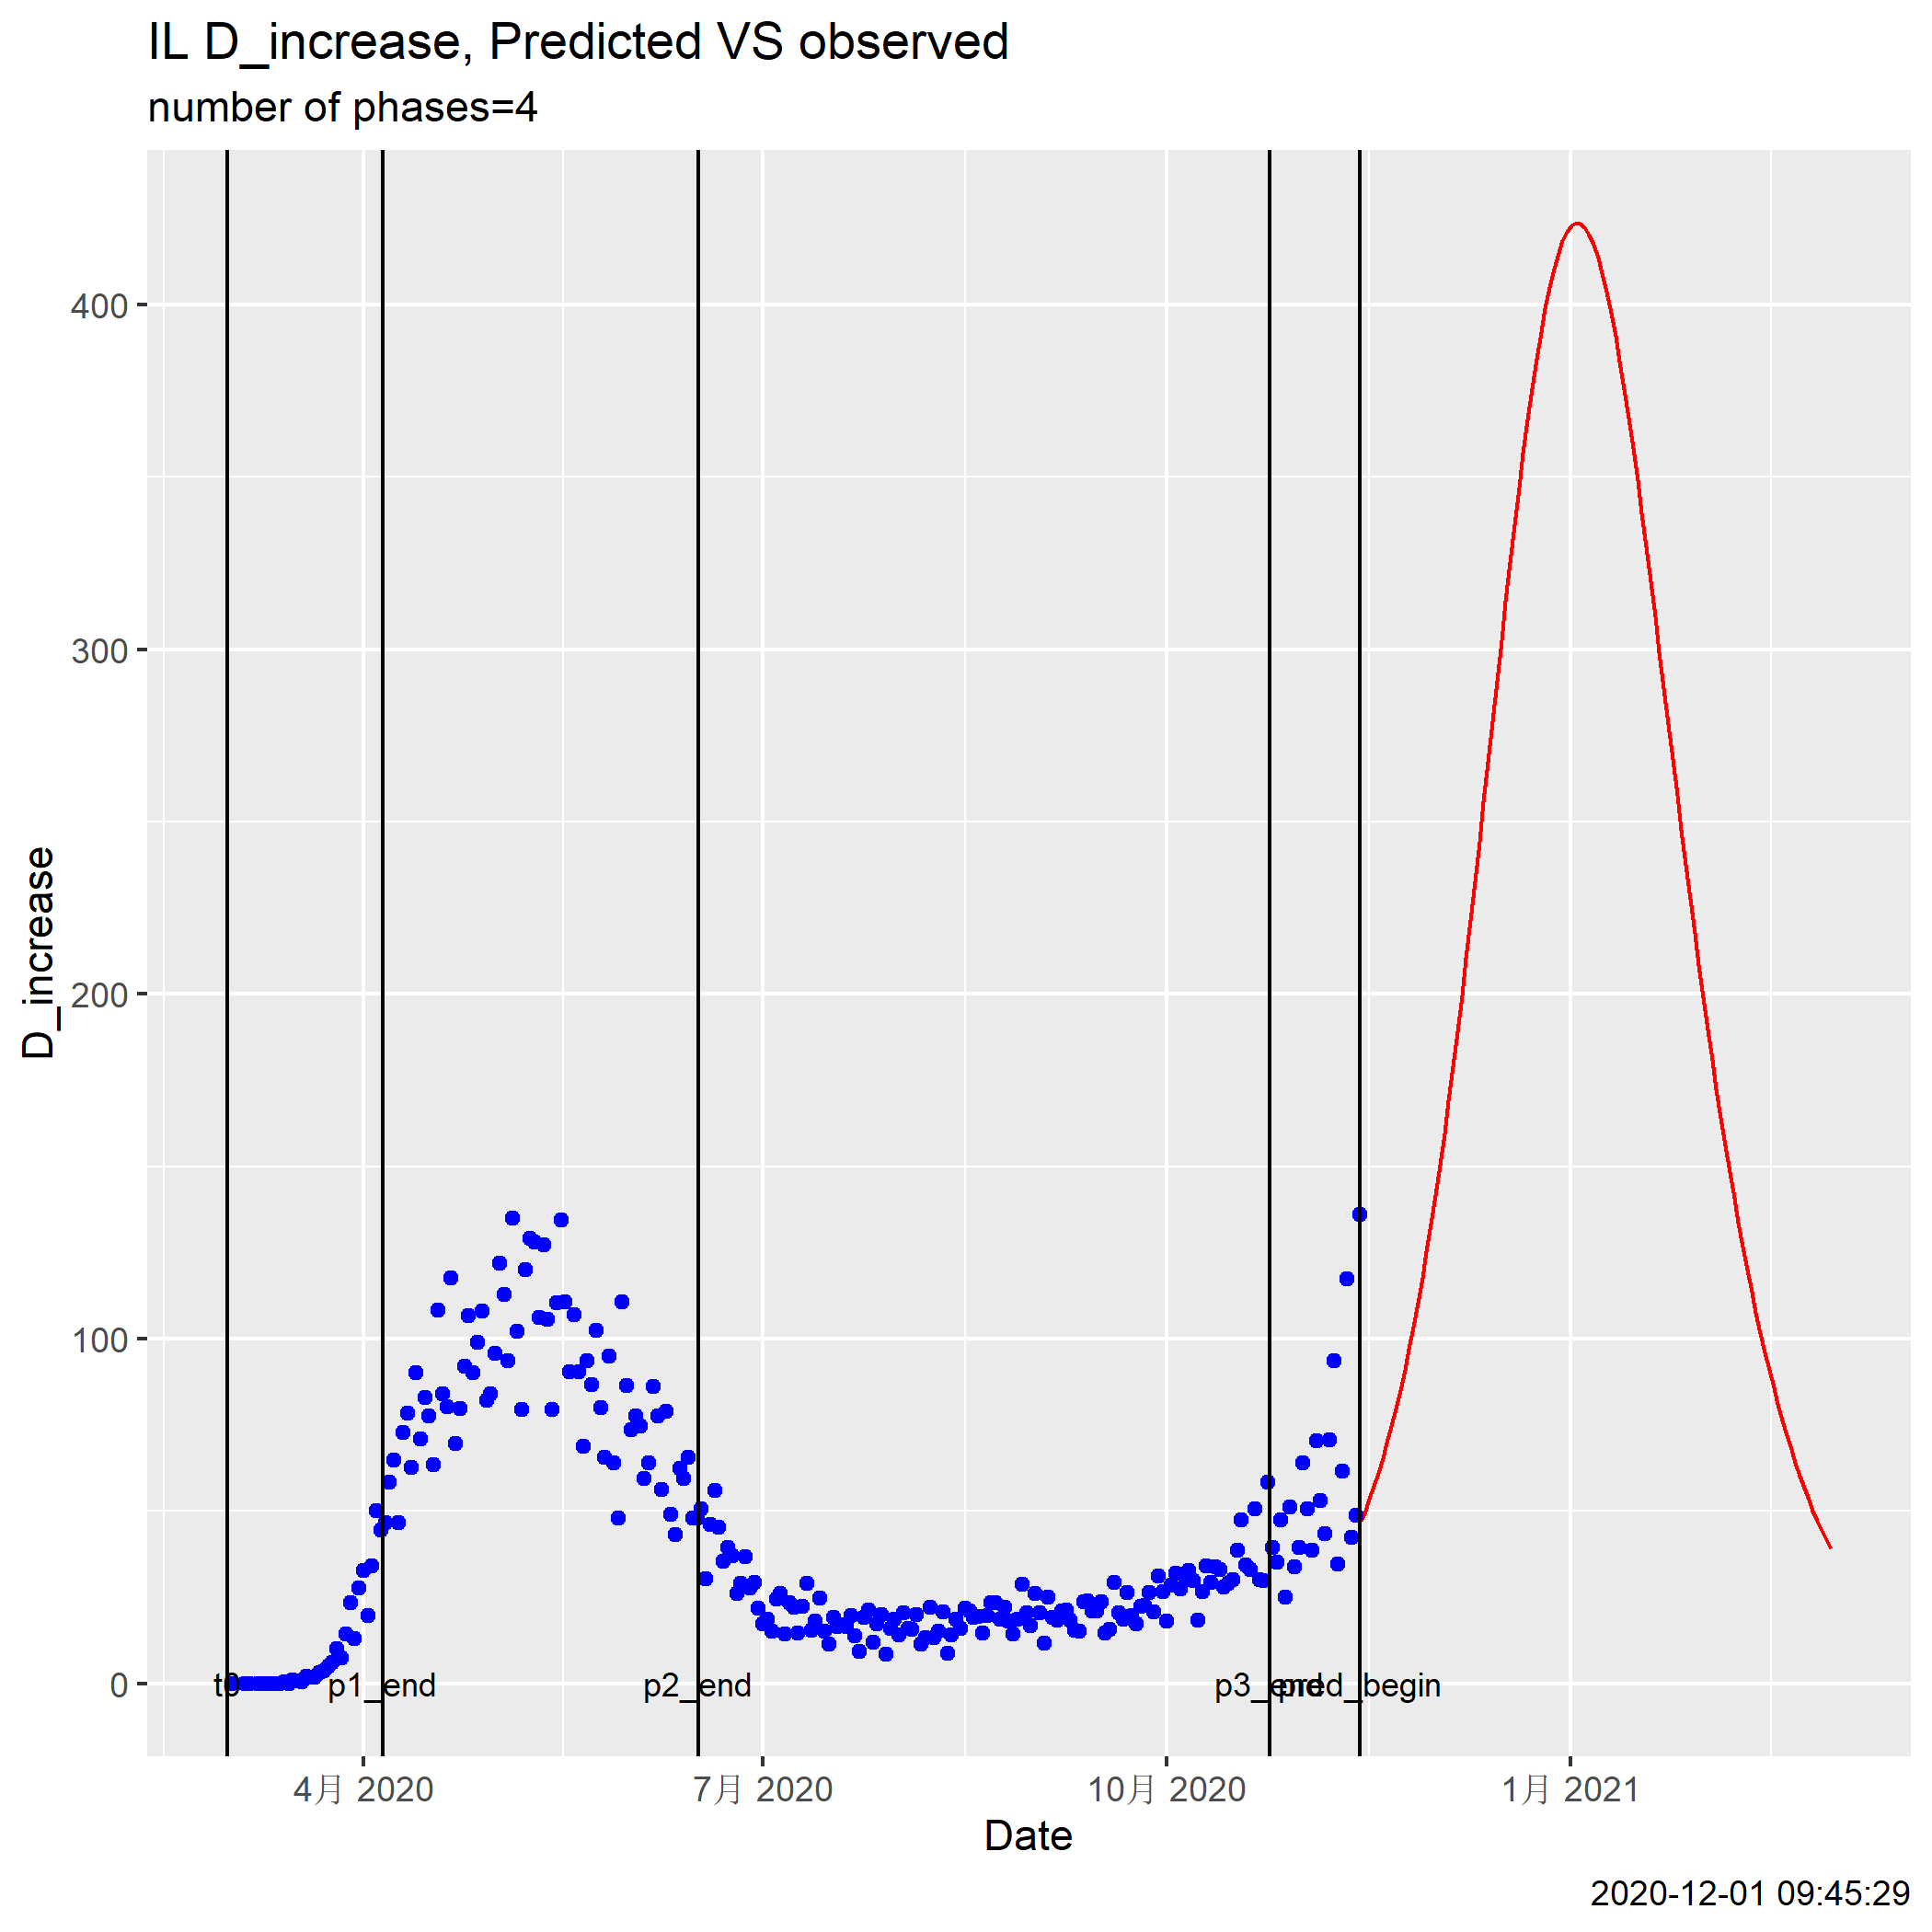 IL D_increase, Predicted VS observed
number of phases=4
D_increase
400
300
200
100
0
t0
p1_end
p2_end
p3_end
pred_begin
4月 2020
7月 2020
10月 2020
1月 2021
Date
2020-12-01 09:45:29